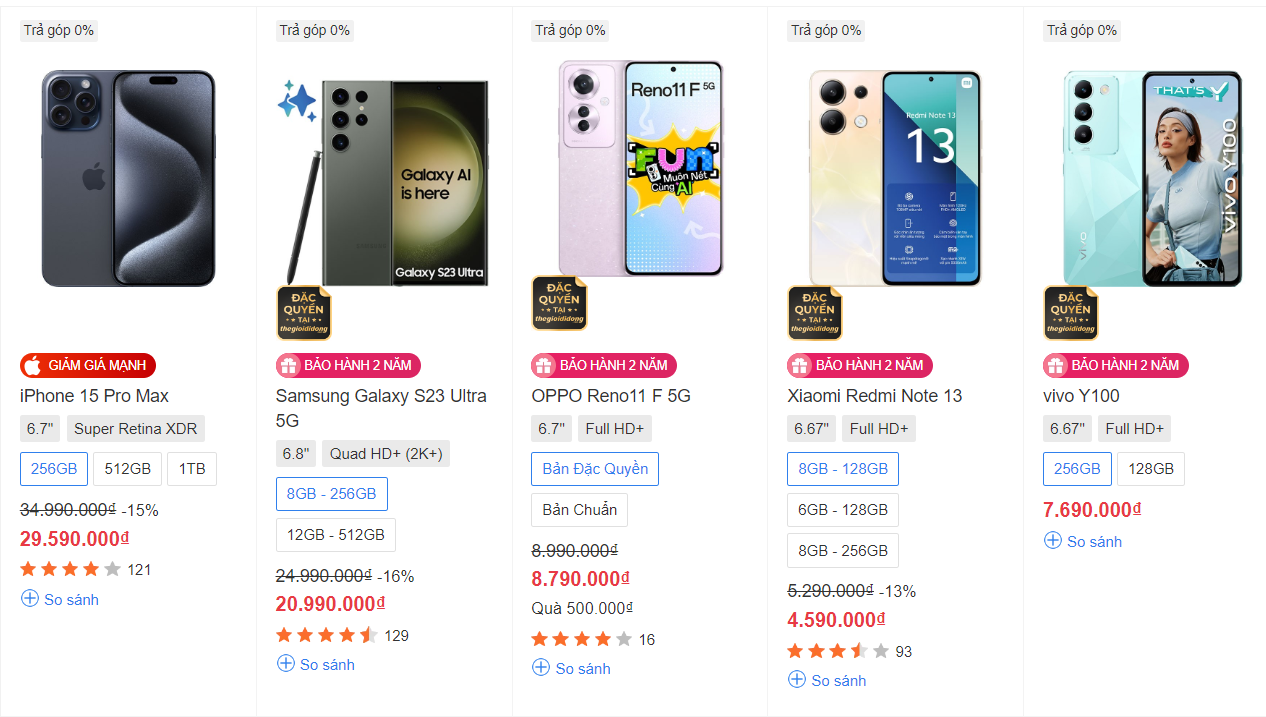 Trả góp 0%
ĐẶC
QUYỀN
TẠI
thegioididong
GIẢM GIÁ MẠNH
iPhone 15 Pro Max
6.7" Super Retina XDR
256GB 512GB 1TB
34.990.000₫ -15%
29.590.000₫
121
So sánh
Trả góp 0%
Galaxy AI
is here
Galaxy S23 Ultra
SAMSUNG
BẢO HÀNH 2 NĂM
Samsung Galaxy S23 Ultra
5G
6.8" Quad HD+ (2K+)
8GB - 256GB
12GB - 512GB
24.990.000₫ -16%
20.990.000₫
129
So sánh
Trả góp 0%
Reno11 F 5G
FUN
Muôn Nét
Cùng AI
ĐẶC
QUYỀN
TẠI
thegioididong
BẢO HÀNH 2 NĂM
OPPO Reno11 F 5G
6.7" Full HD+
Bản Đặc Quyền
Bản Chuẩn
8.990.000₫
8.790.000₫
Quà 500.000₫
16
So sánh
Trả góp 0%
Redmi Note 13
13
ĐẶC
QUYỀN
TẠI
thegioididong
BẢO HÀNH 2 NĂM
Xiaomi Redmi Note 13
6.67" Full HD+
8GB - 128GB
6GB - 128GB
8GB - 256GB
5.290.000₫ -13%
4.590.000₫
93
So sánh
Trả góp 0%
THAT'S Y
vivo Y100
vivo
ĐẶC
QUYỀN
TẠI
thegioididong
BẢO HÀNH 2 NĂM
vivo Y100
6.67" Full HD+
256GB 128GB
7.690.000₫
So sánh